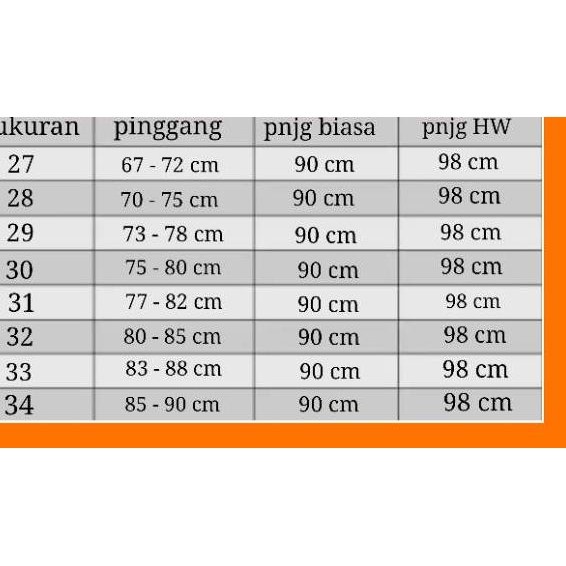 ukuran pinggang pnjg biasa pnjg HW
27 67 - 72 cm 90 cm 98 cm
28 70 - 75 cm 90 cm 98 cm
29 73 - 78 cm 90 cm 98 cm
30 75 - 80 cm 90 cm 98 cm
31 77 - 82 cm 90 cm 98 cm
32 80 - 85 cm 90 cm 98 cm
33 83 - 88 cm 90 cm 98 cm
34 85 - 90 cm 90 cm 98 cm